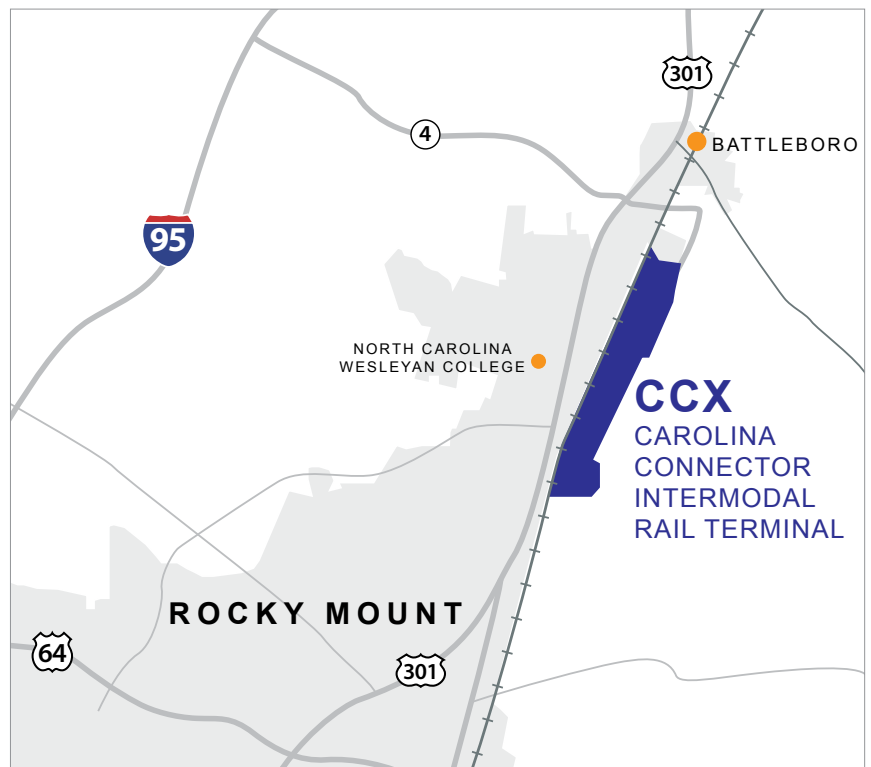 301
4
BATTLEBORO
95
NORTH CAROLINA
WESLEYAN COLLEGE
CCX
CAROLINA
CONNECTOR
INTERMODAL
RAIL TERMINAL
ROCKY MOUNT
64
301